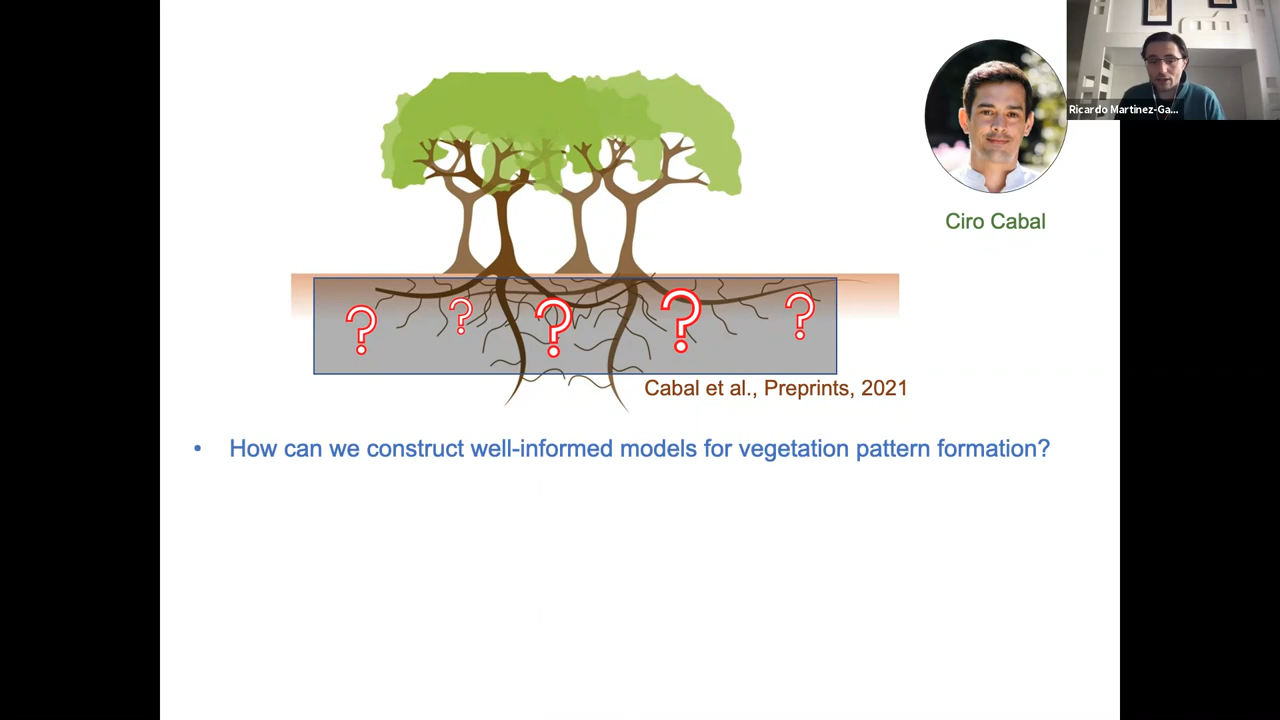 Ricardo Martinez-Ga...
Ciro Cabal
? ? ? ? ?
Cabal et al., Preprints, 2021
• How can we construct well-informed models for vegetation pattern formation?